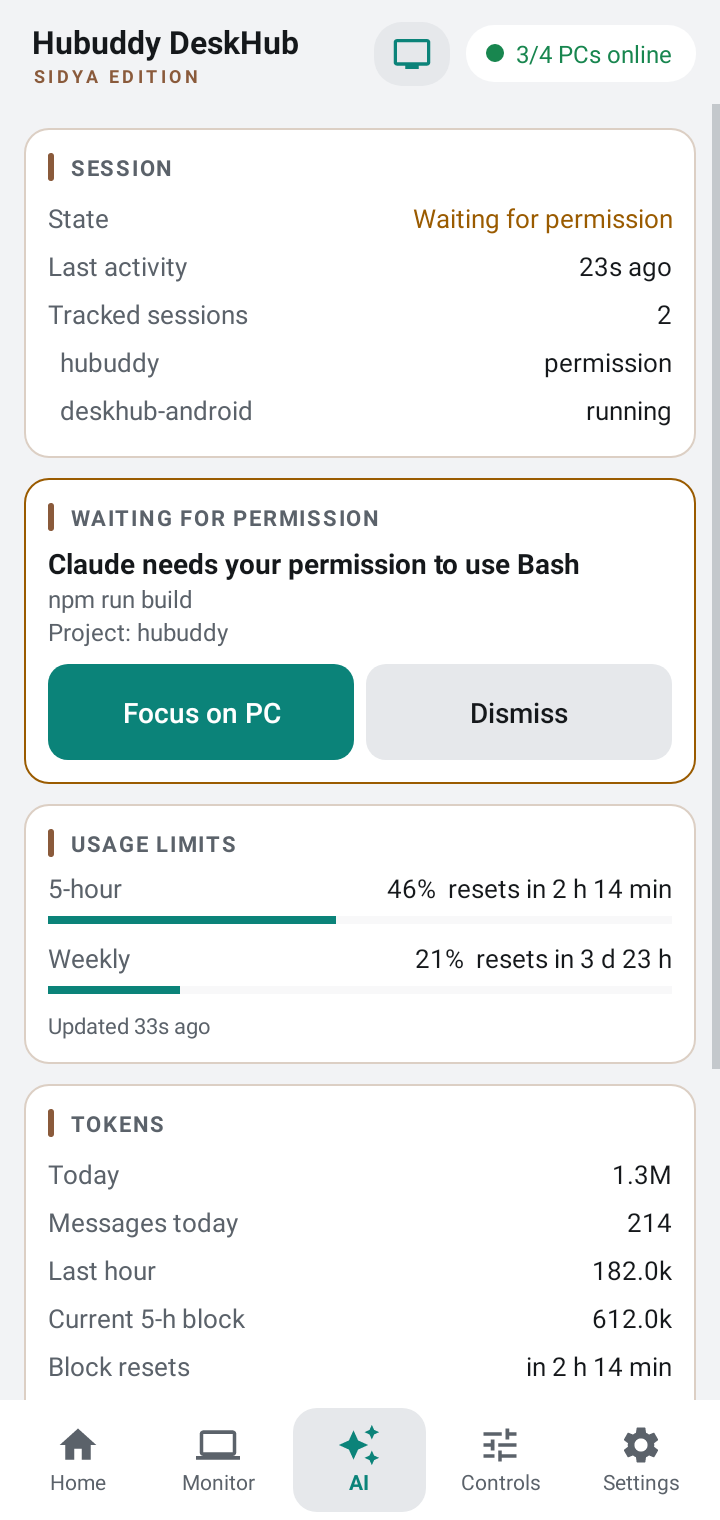 Hubuddy DeskHub
SIDYA EDITION
3/4 PCs online
SESSION
State Waiting for permission
Last activity 23s ago
Tracked sessions 2
hubuddy permission
deskhub-android running
WAITING FOR PERMISSION
Claude needs your permission to use Bash
npm run build
Project: hubuddy
Focus on PC Dismiss
USAGE LIMITS
5-hour 46% resets in 2 h 14 min
Weekly 21% resets in 3 d 23 h
Updated 33s ago
TOKENS
Today 1.3M
Messages today 214
Last hour 182.0k
Current 5-h block 612.0k
Block resets in 2 h 14 min
Home Monitor AI Controls Settings